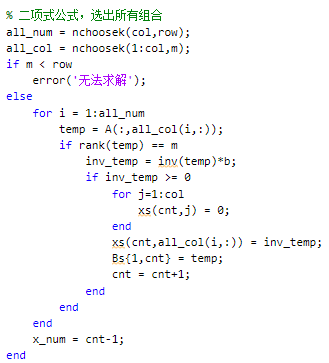 % 二项式公式，选出所有组合
all_num = nchoosek(col,row);
all_col = nchoosek(1:col,m);
if m < row
    error('无法求解');
else
    for i = 1:all_num
        temp = A(:,all_col(i,:));
        if rank(temp) == m
            inv_temp = inv(temp)*b;
            if inv_temp >= 0
                for j=1:col
                    xs(cnt,j) = 0;
                end
                xs(cnt,all_col(i,:)) = inv_temp;
                Bs{1,cnt} = temp;
                cnt = cnt+1;
            end
        end
    end
    x_num = cnt-1;
end